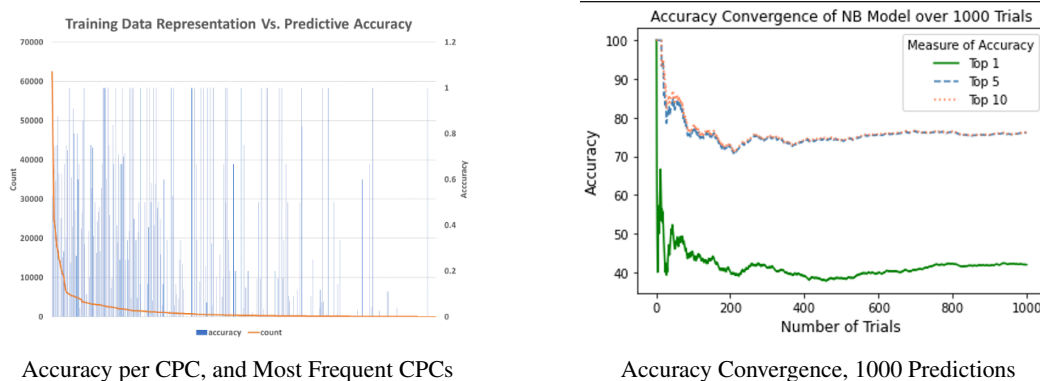 Training Data Representation Vs. Predictive Accuracy
70000
60000
50000
40000
30000
20000
10000
0
Count
1.2
1
0.8
0.6
0.4
0.2
0
Acccuracy
accuracy count
Accuracy per CPC, and Most Frequent CPCs
Accuracy Convergence of NB Model over 1000 Trials
100
90
80
70
60
50
40
Accuracy
Measure of Accuracy
Top 1
Top 5
Top 10
0 200 400 600 800 1000
Number of Trials
Accuracy Convergence, 1000 Predictions